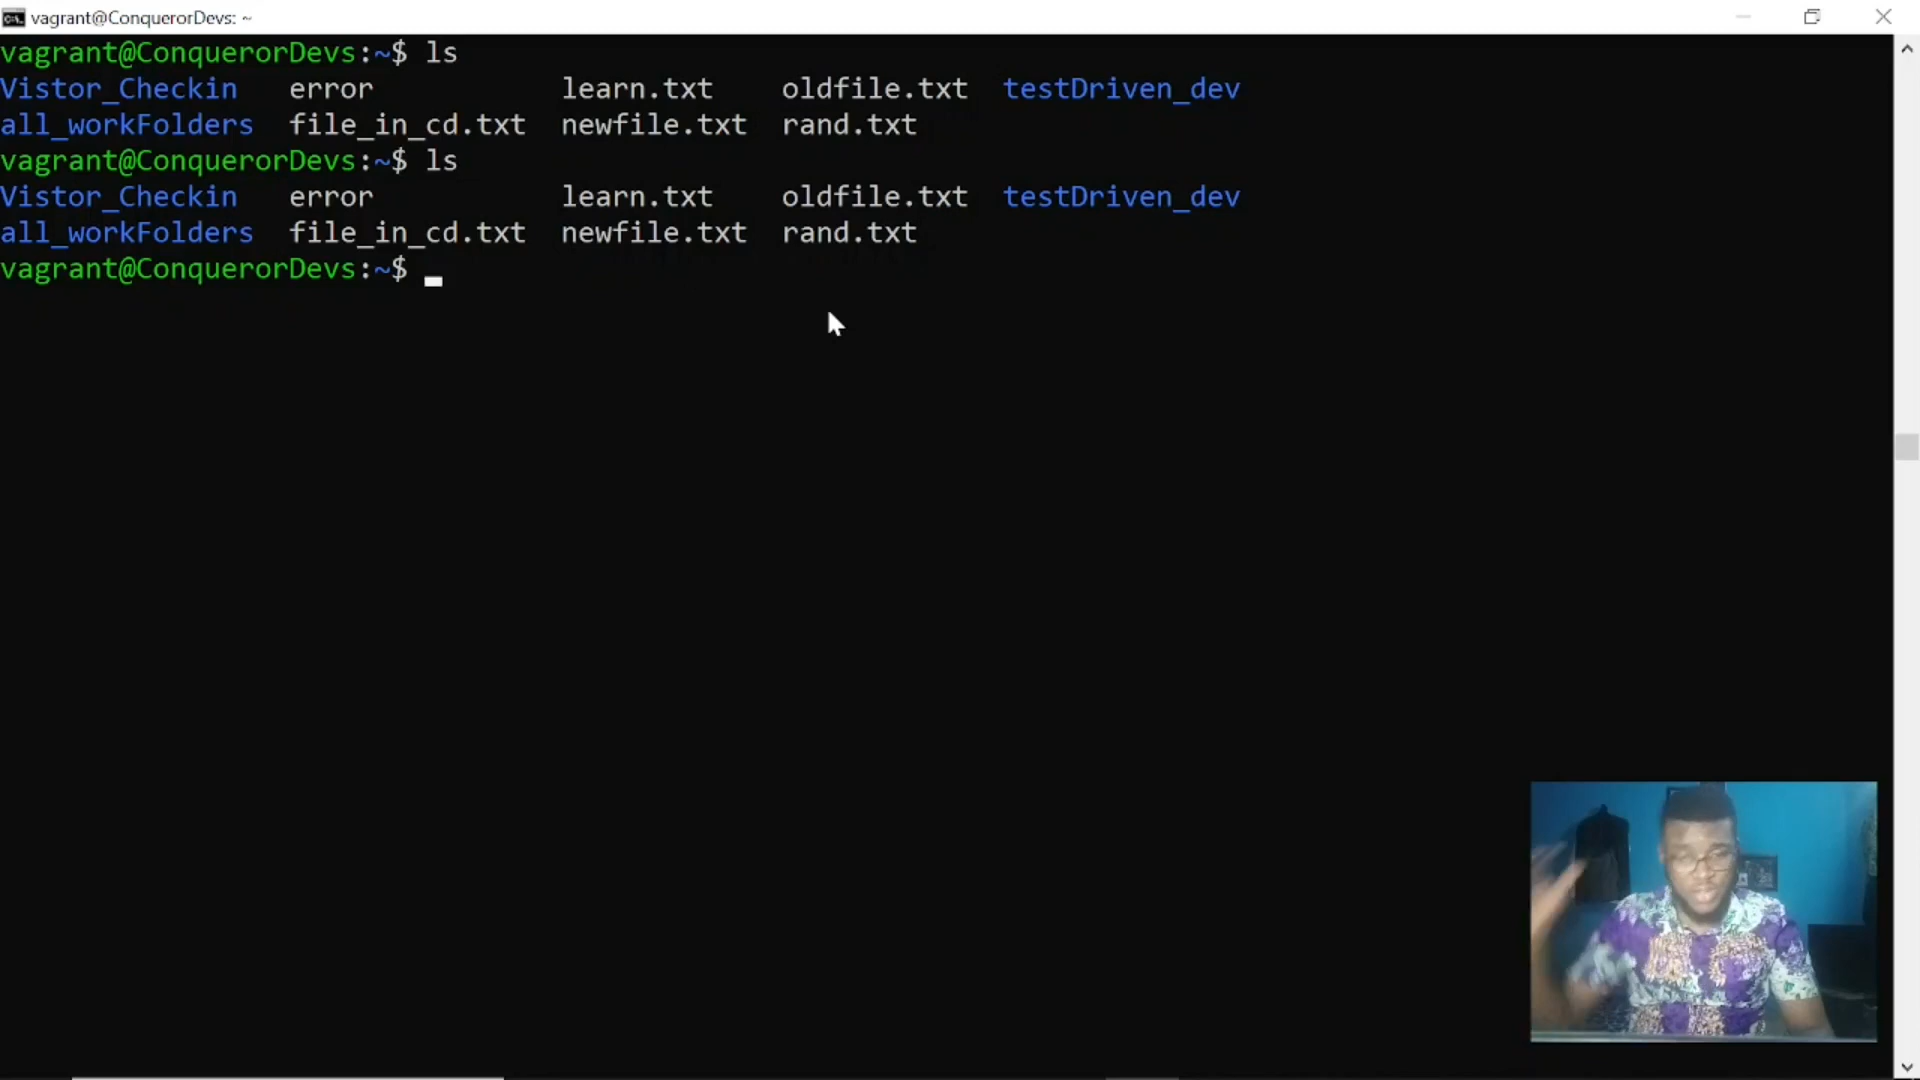 vagrant@ConquerorDevs: ~
vagrant@ConquerorDevs:~$ ls
Vistor_Checkin error learn.txt oldfile.txt testDriven_dev
all_workFolders file_in_cd.txt newfile.txt rand.txt
vagrant@ConquerorDevs:~$ ls
Vistor_Checkin error learn.txt oldfile.txt testDriven_dev
all_workFolders file_in_cd.txt newfile.txt rand.txt
vagrant@ConquerorDevs:~$